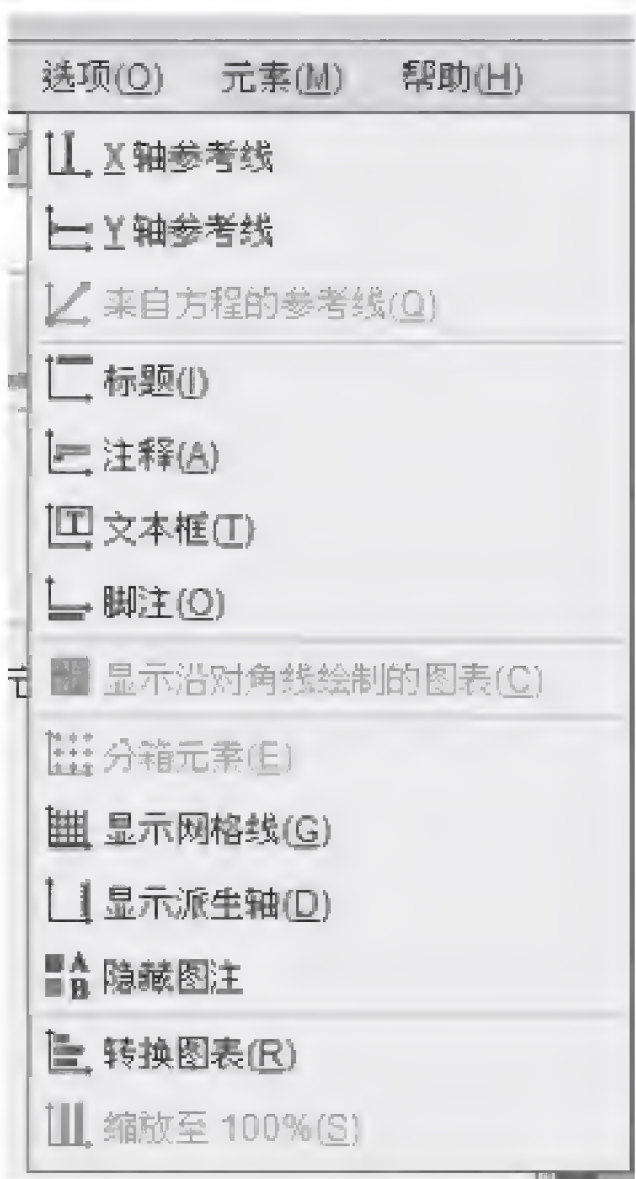 选项(O) 元素(M) 帮助(H)
X 轴参考线
Y 轴参考线
来自方程的参考线(Q)
标题(I)
注释(A)
文本框(T)
脚注(O)
显示沿对角线绘制的图表(C)
分箱元素(E)
显示网格线(G)
显示派生轴(D)
隐藏图注
转换图表(R)
缩放至 100%(S)